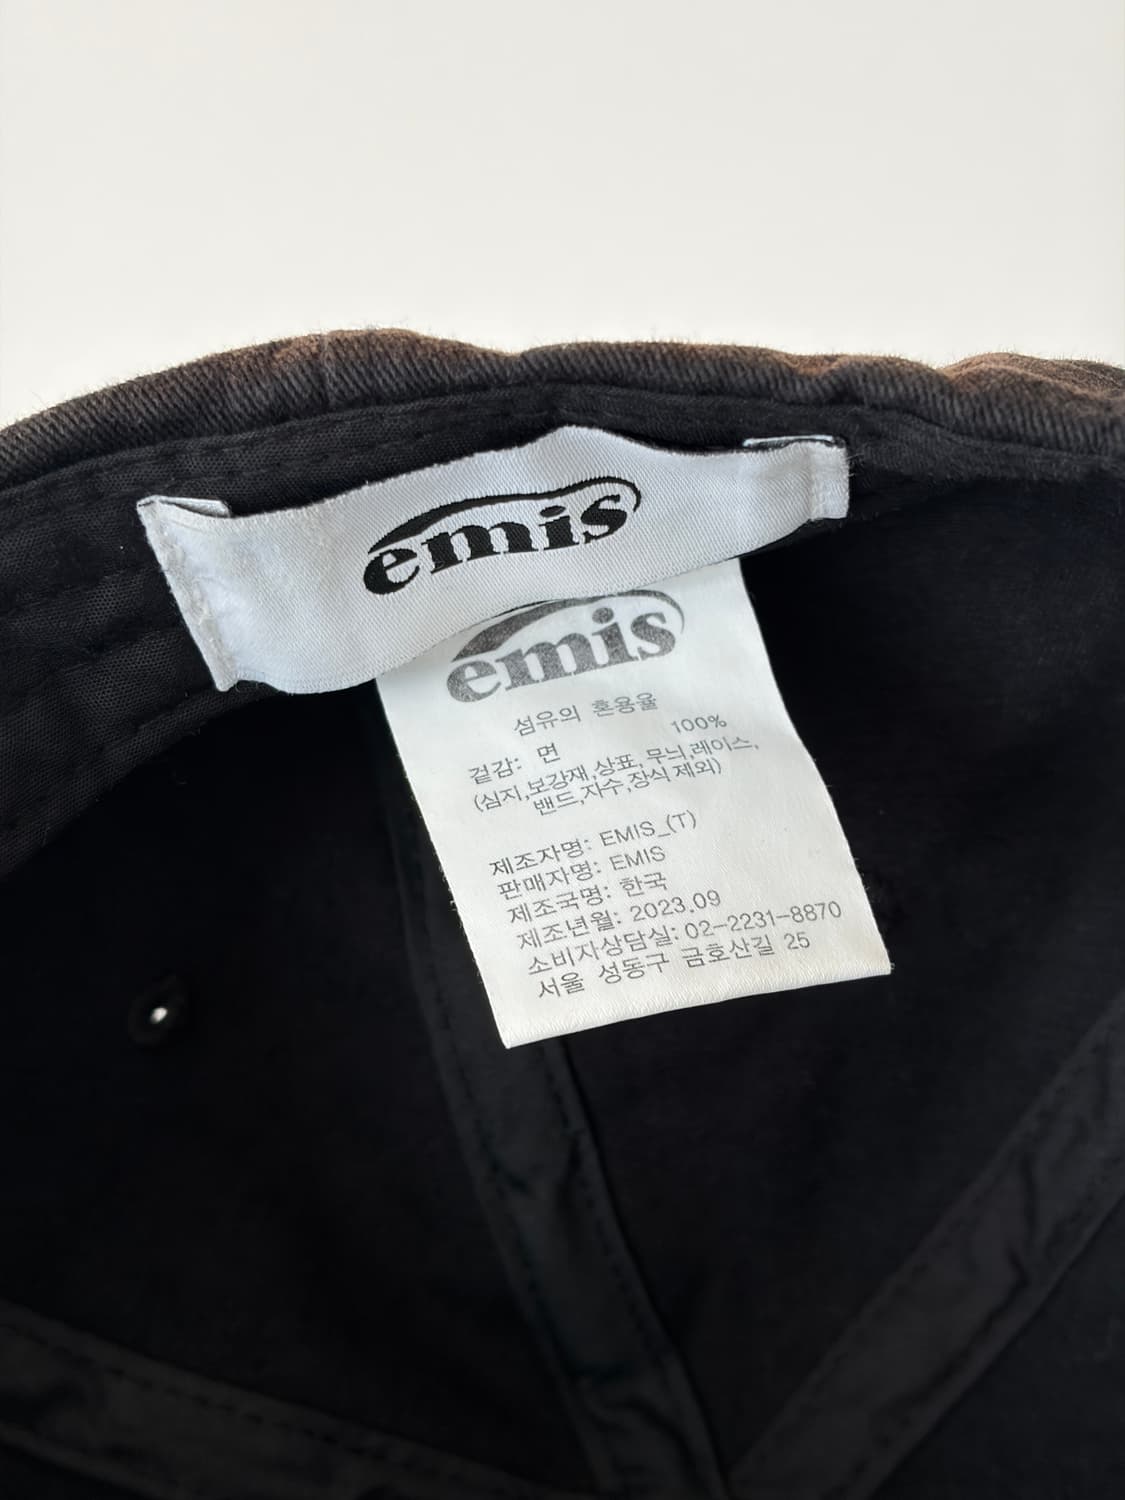 emis
emis
섬유의 혼용율
겉감: 면 100%
(심지,보강재,상표,무늬,레이스,
밴드,자수,장식 제외)
제조자명: EMIS_(T)
판매자명: EMIS
제조국명: 한국
제조년월: 2023.09
소비자상담실: 02-2231-8870
서울 성동구 금호산길 25